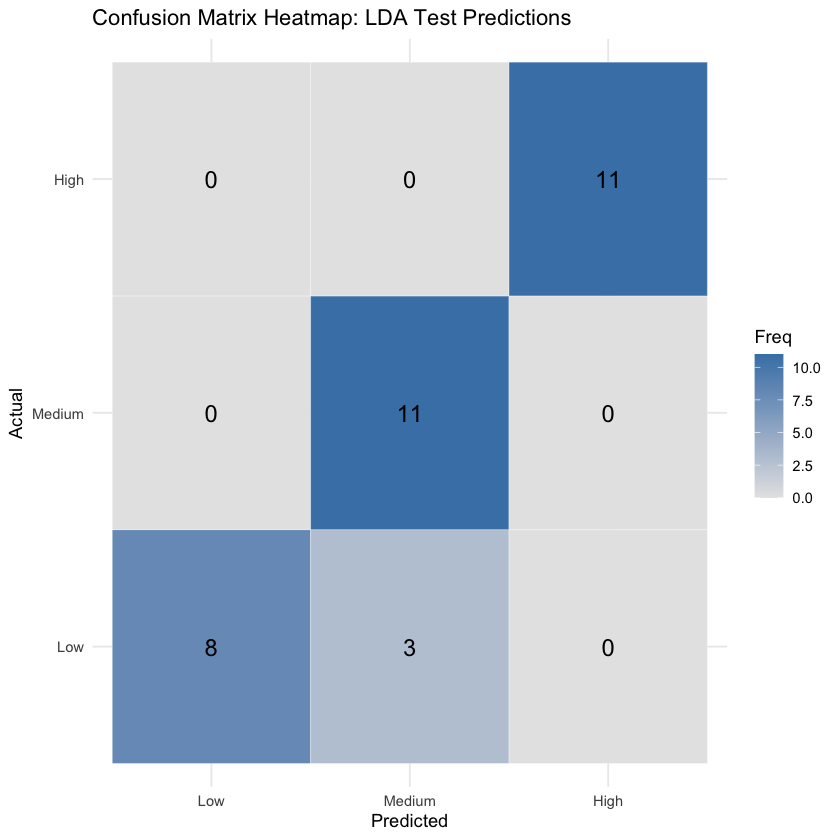 Confusion Matrix Heatmap: LDA Test Predictions
High
0
0
11
Freq
10.0
7.5
5.0
2.5
0.0
Actual
Medium
0
11
0
Low
8
3
0
Low
Medium
High
Predicted